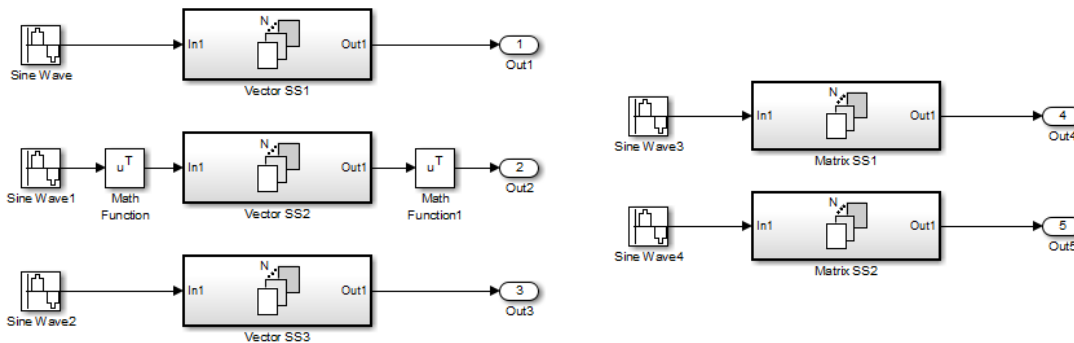 N
In1
Out1
1
Sine Wave
Vector SS1
Out1
N
In1
Out1
u^T
u^T
2
Sine Wave1
Math
Function
Vector SS2
Math
Function1
Out2
N
In1
Out1
3
Sine Wave2
Vector SS3
Out3
N
In1
Out1
4
Sine Wave3
Matrix SS1
Out4
N
In1
Out1
5
Sine Wave4
Matrix SS2
Out5